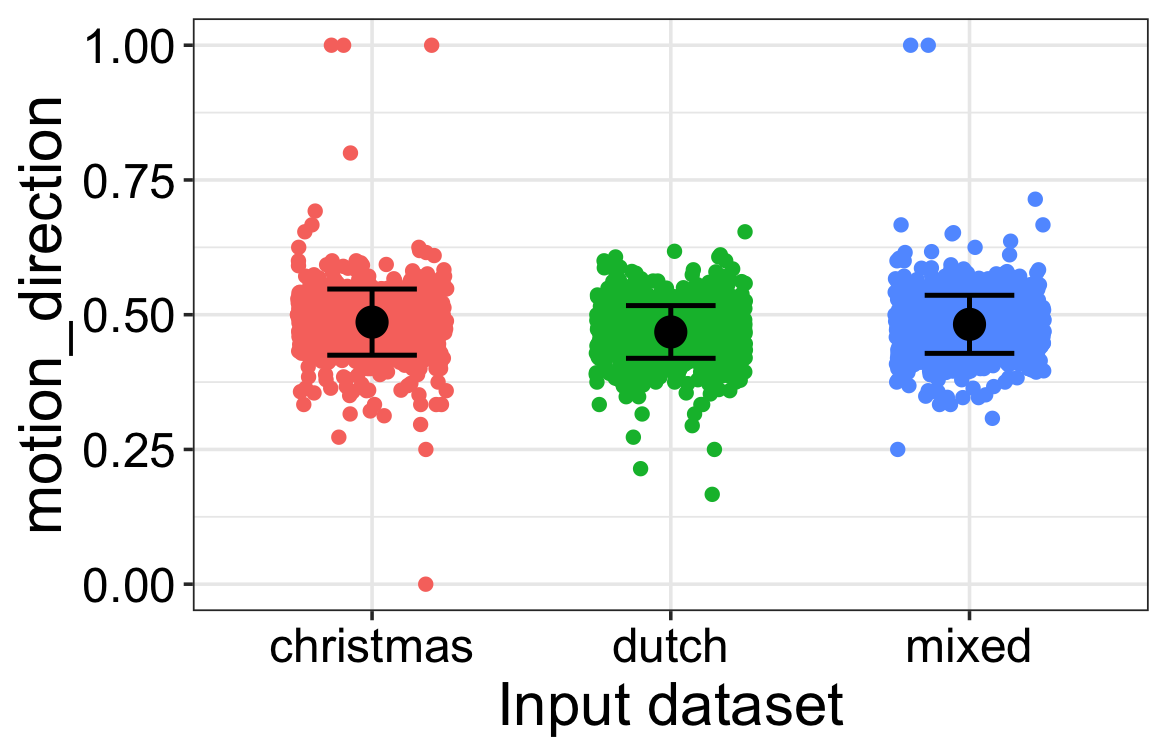 motion_direction
1.00
0.75
0.50
0.25
0.00
christmas dutch mixed
Input dataset